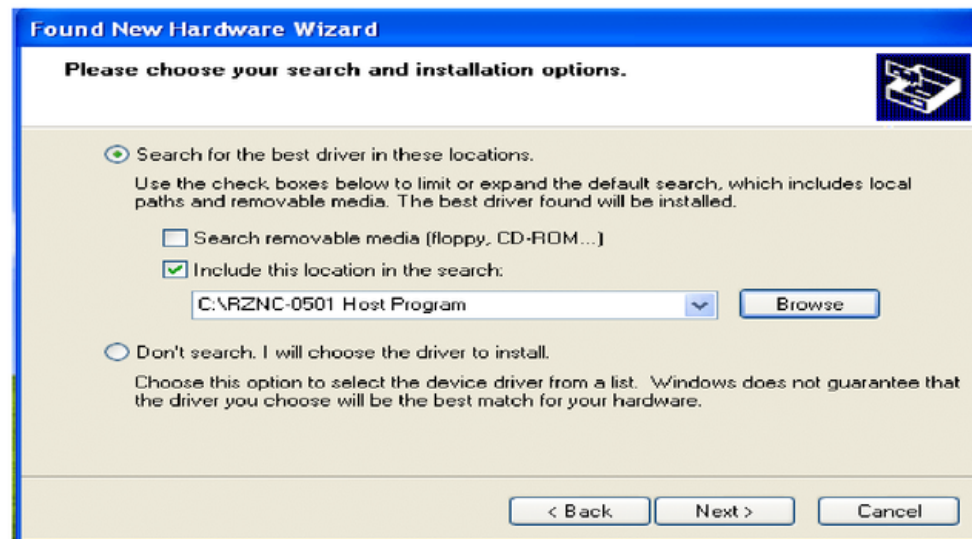 Found New Hardware Wizard
Please choose your search and installation options.
Search for the best driver in these locations.
Use the check boxes below to limit or expand the default search, which includes local
paths and removable media. The best driver found will be installed.
Search removable media (floppy, CD-ROM...)
Include this location in the search:
C:\RZNC-0501 Host Program
Browse
Don't search. I will choose the driver to install.
Choose this option to select the device driver from a list. Windows does not guarantee that
the driver you choose will be the best match for your hardware.
< Back Next > Cancel